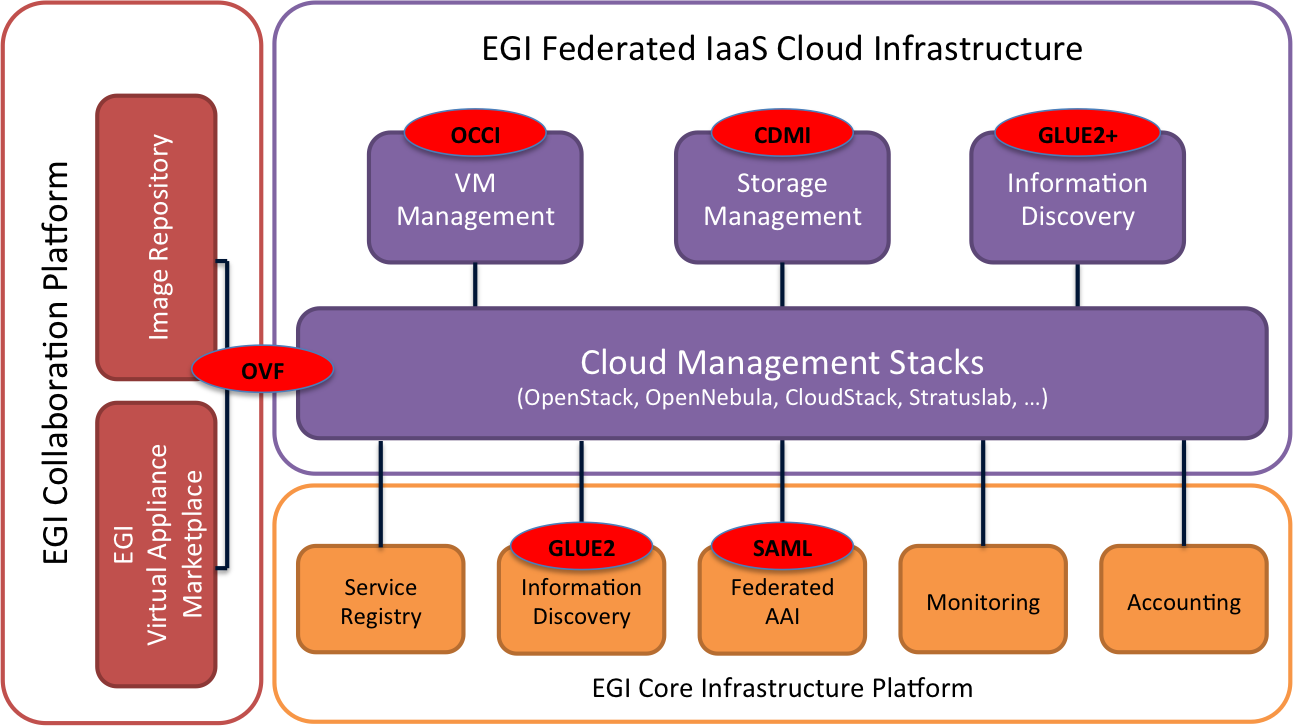 EGI Collaboration Platform
Image Repository
EGI
Virtual Appliance
Marketplace
OVF
EGI Federated IaaS Cloud Infrastructure
OCCI
VM
Management
CDMI
Storage
Management
GLUE2+
Information
Discovery
Cloud Management Stacks
(OpenStack, OpenNebula, CloudStack, Stratuslab, ...)
Service
Registry
GLUE2
Information
Discovery
SAML
Federated
AAI
Monitoring
Accounting
EGI Core Infrastructure Platform